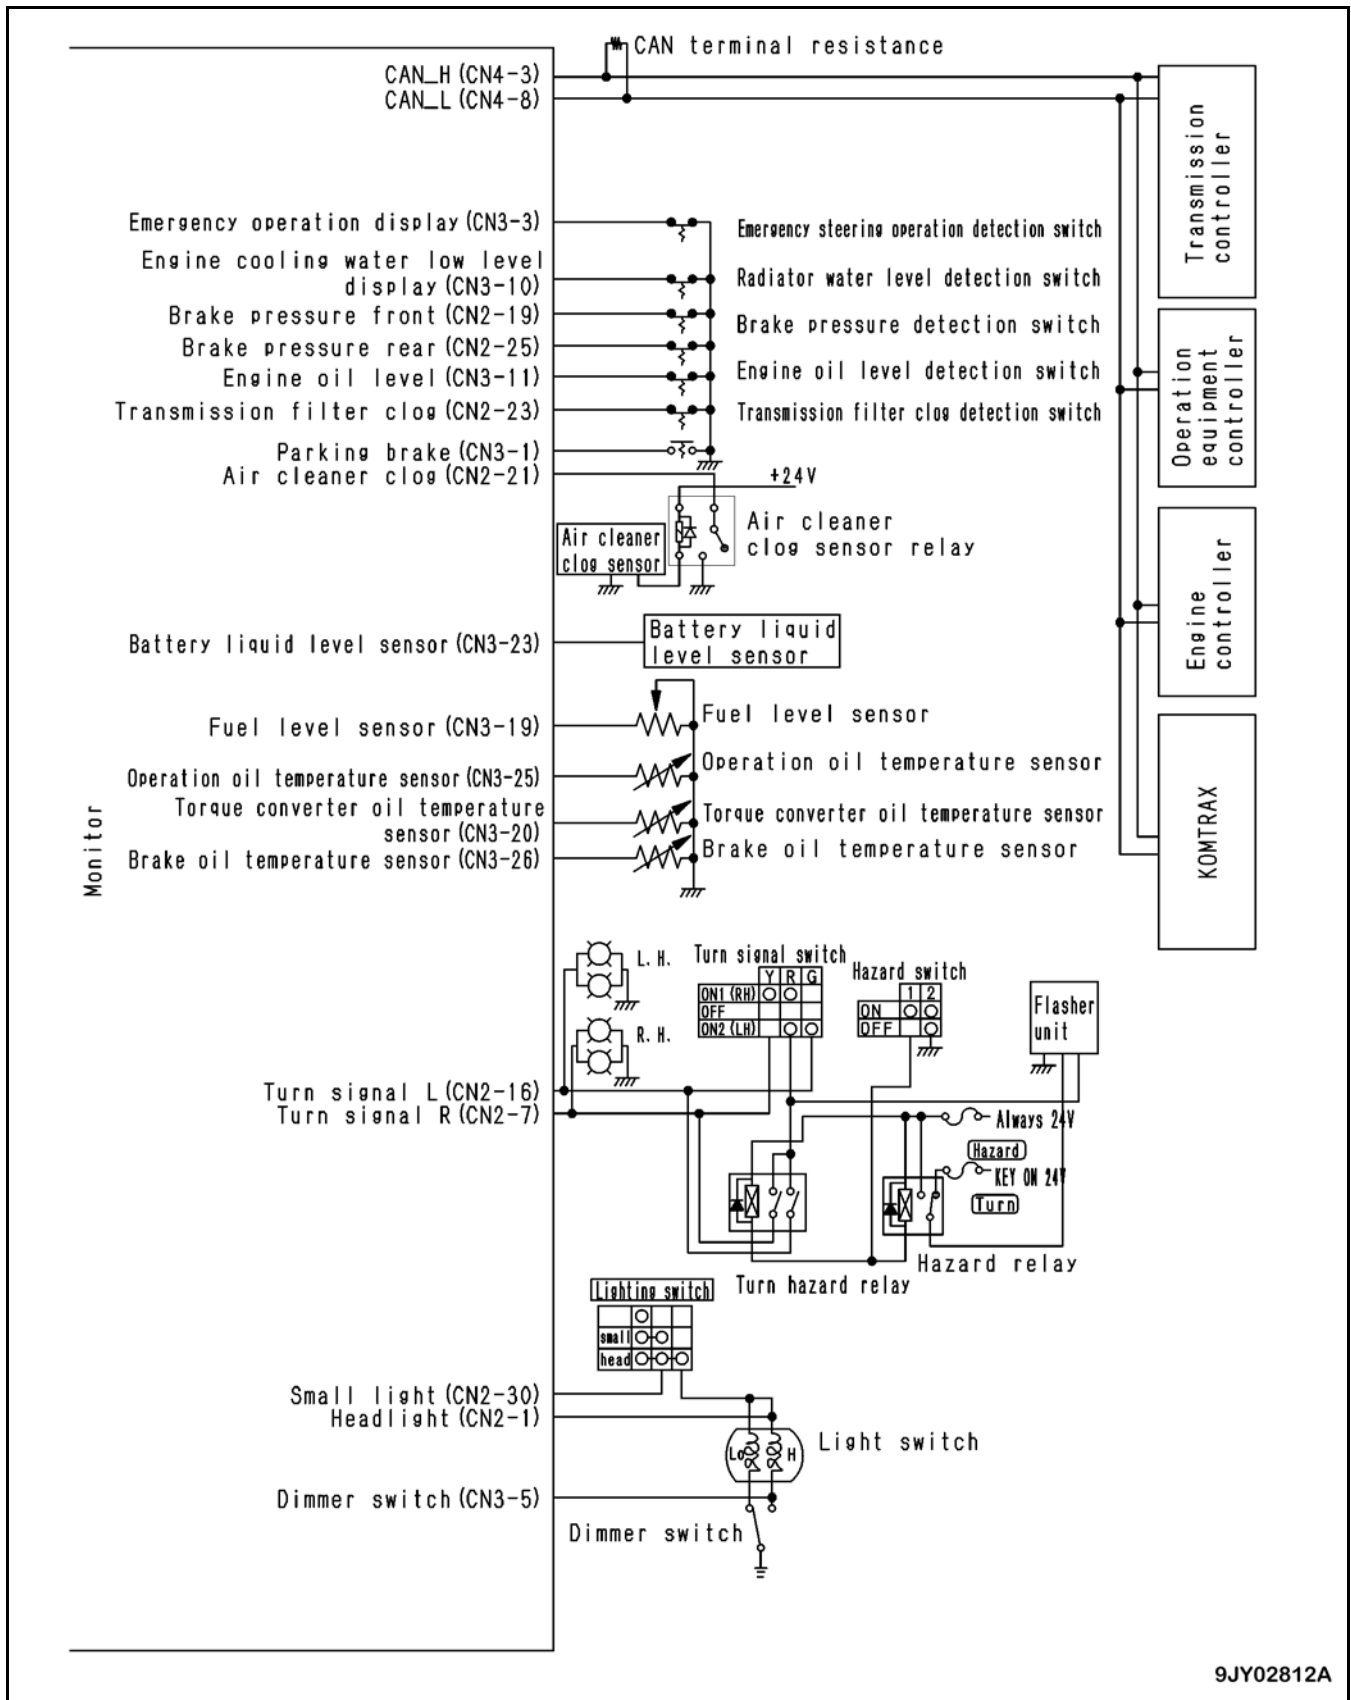 CAN terminal resistance
CAN_H (CN4-3)
CAN_L (CN4-8)
Transmission
controller
Emergency operation display (CN3-3)
Emergency steering operation detection switch
Engine cooling water low level
display (CN3-10)
Radiator water level detection switch
Brake pressure front (CN2-19)
Brake pressure detection switch
Brake pressure rear (CN2-25)
Engine oil level (CN3-11)
Engine oil level detection switch
Transmission filter clog (CN2-23)
Transmission filter clog detection switch
Operation
equipment
controller
Parking brake (CN3-1)
Air cleaner clog (CN2-21)
+24V
Air cleaner
clog sensor relay
Air cleaner
clog sensor
Engine
controller
Battery liquid level sensor (CN3-23)
Battery liquid
level sensor
Fuel level sensor (CN3-19)
Fuel level sensor
Operation oil temperature sensor (CN3-25)
Operation oil temperature sensor
Torque converter oil temperature
sensor (CN3-20)
Torque converter oil temperature sensor
Brake oil temperature sensor (CN3-26)
Brake oil temperature sensor
KOMTRAX
Monitor
L. H.
R. H.
Turn signal switch
Y R G
ON1 (RH)
OFF
ON2 (LH)
Hazard switch
1 2
ON
OFF
Flasher
unit
Turn signal L (CN2-16)
Turn signal R (CN2-7)
Always 24V
Hazard
KEY ON 24V
Turn
Hazard relay
Turn hazard relay
Lighting switch
small
head
Small light (CN2-30)
Headlight (CN2-1)
Lo H
Light switch
Dimmer switch (CN3-5)
Dimmer switch
9JY02812A